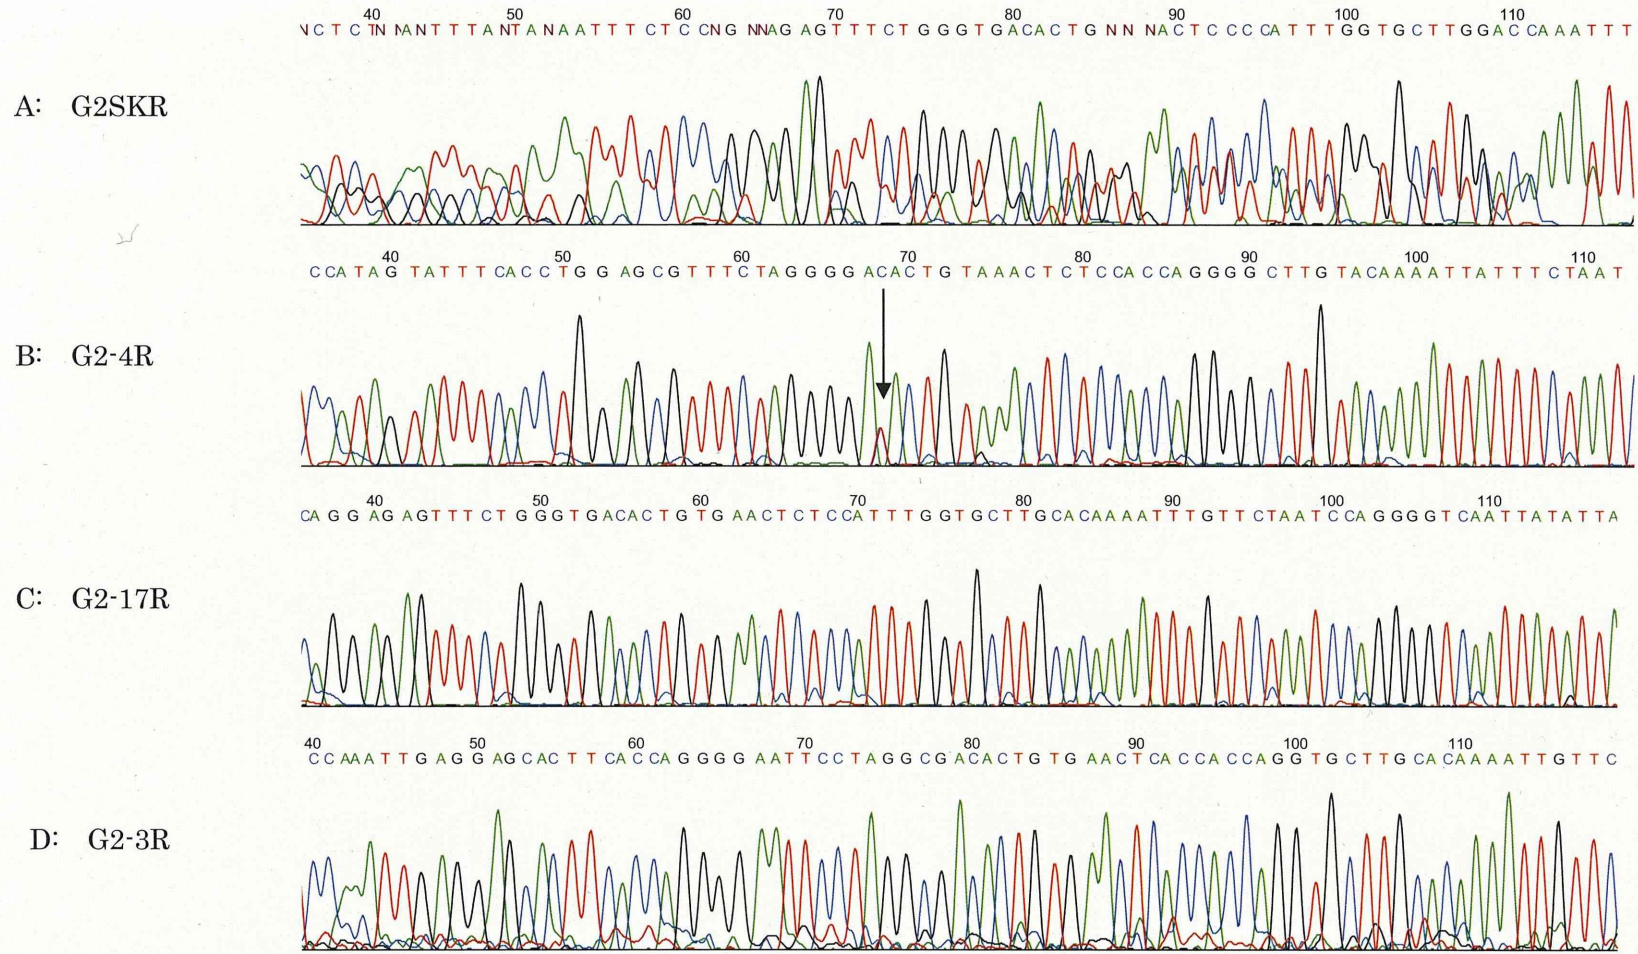 40 50 60 70 80 90 100 110
NCTCTNNANTTTANTANAATTTCTCCNGNNAGAGTTTCTGGGTGACACTGNNNACTCCCCATTTGGTGCTTGGACCAAATTT
A: G2SKR
40 50 60 70 80 90 100 110
CCATAGTATTTCACCTGGAGCGTTTCTAGGGGACACTGTAAACTCTCCACCAGGGGCTTGTACAAAATTATTTCTAAT
B: G2-4R
40 50 60 70 80 90 100 110
CAGGAGAGTTTCTGGGTGACACTGTGAACTCTCCATTTGGTGCTTGCACAAAATTTGTTCTAATCCAGGGGTCAATTATATTA
C: G2-17R
40 50 60 70 80 90 100 110
CCAAATTGAGGAGCACTTCACCAGGGGAATTCCTAGGCGACACTGTGAACTCACCACCAGGTGCTTGCACAAAATTGTTC
D: G2-3R